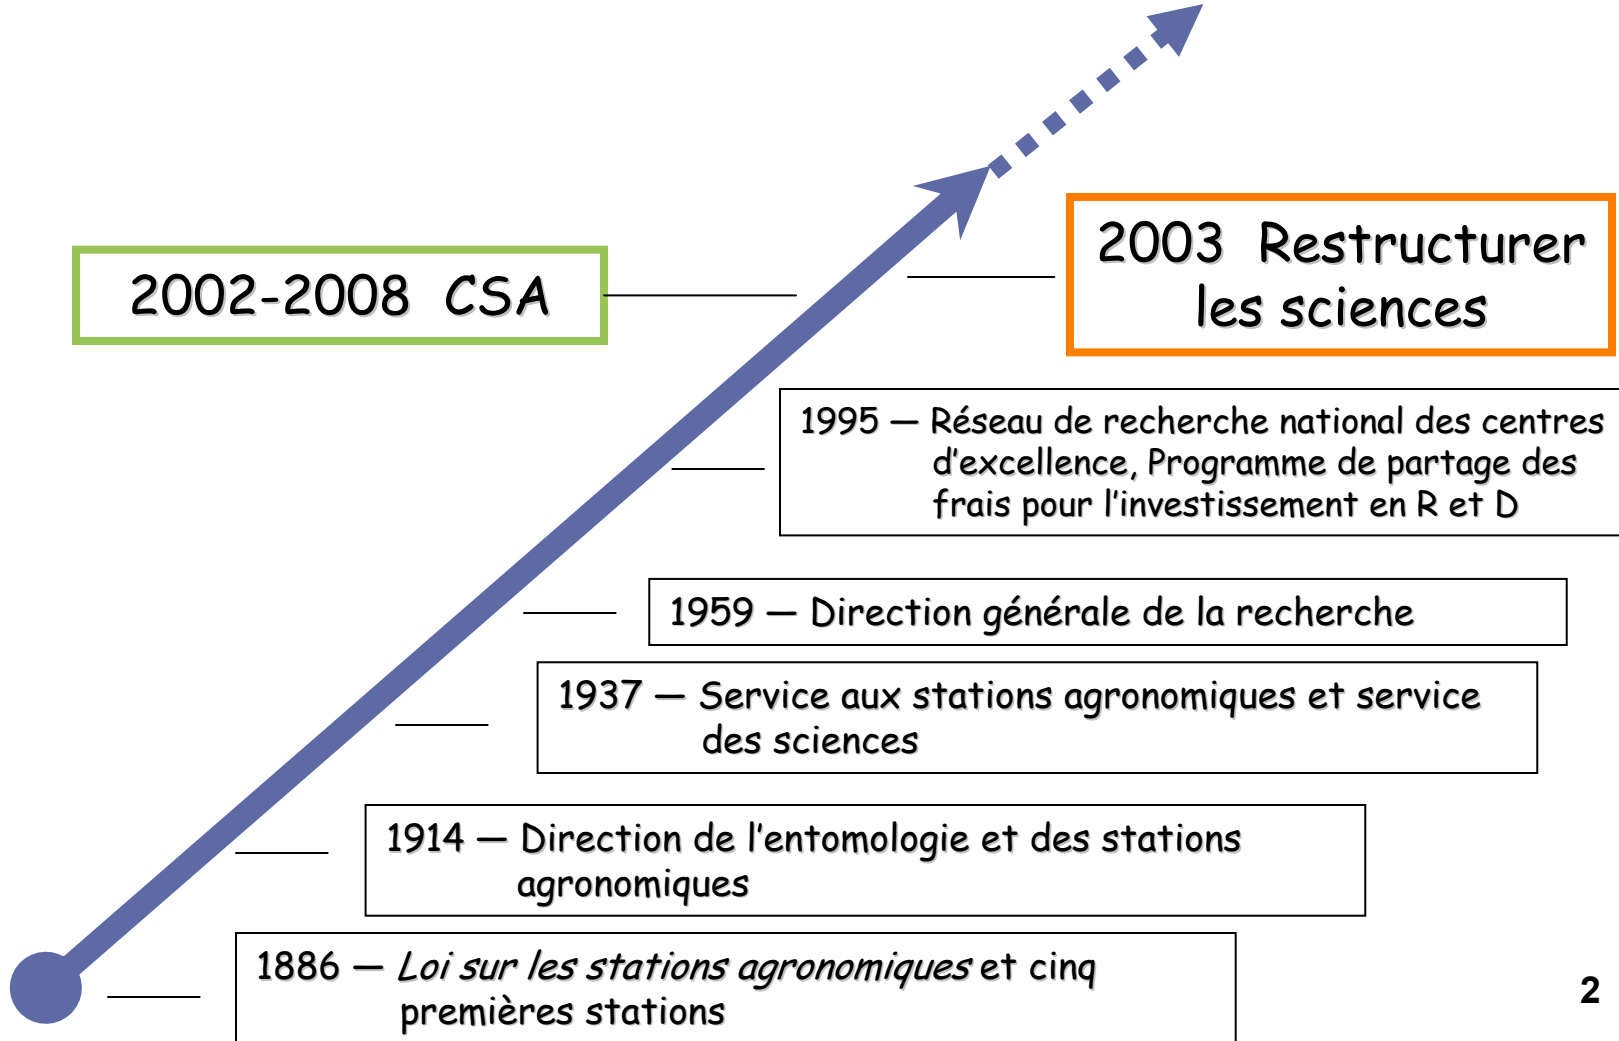 2003 Restructurer
les sciences
2002-2008 CSA
1995 — Réseau de recherche national des centres
d'excellence, Programme de partage des
frais pour l'investissement en R et D
1959 — Direction générale de la recherche
1937 — Service aux stations agronomiques et service
des sciences
1914 — Direction de l'entomologie et des stations
agronomiques
1886 — Loi sur les stations agronomiques et cinq
premières stations
2